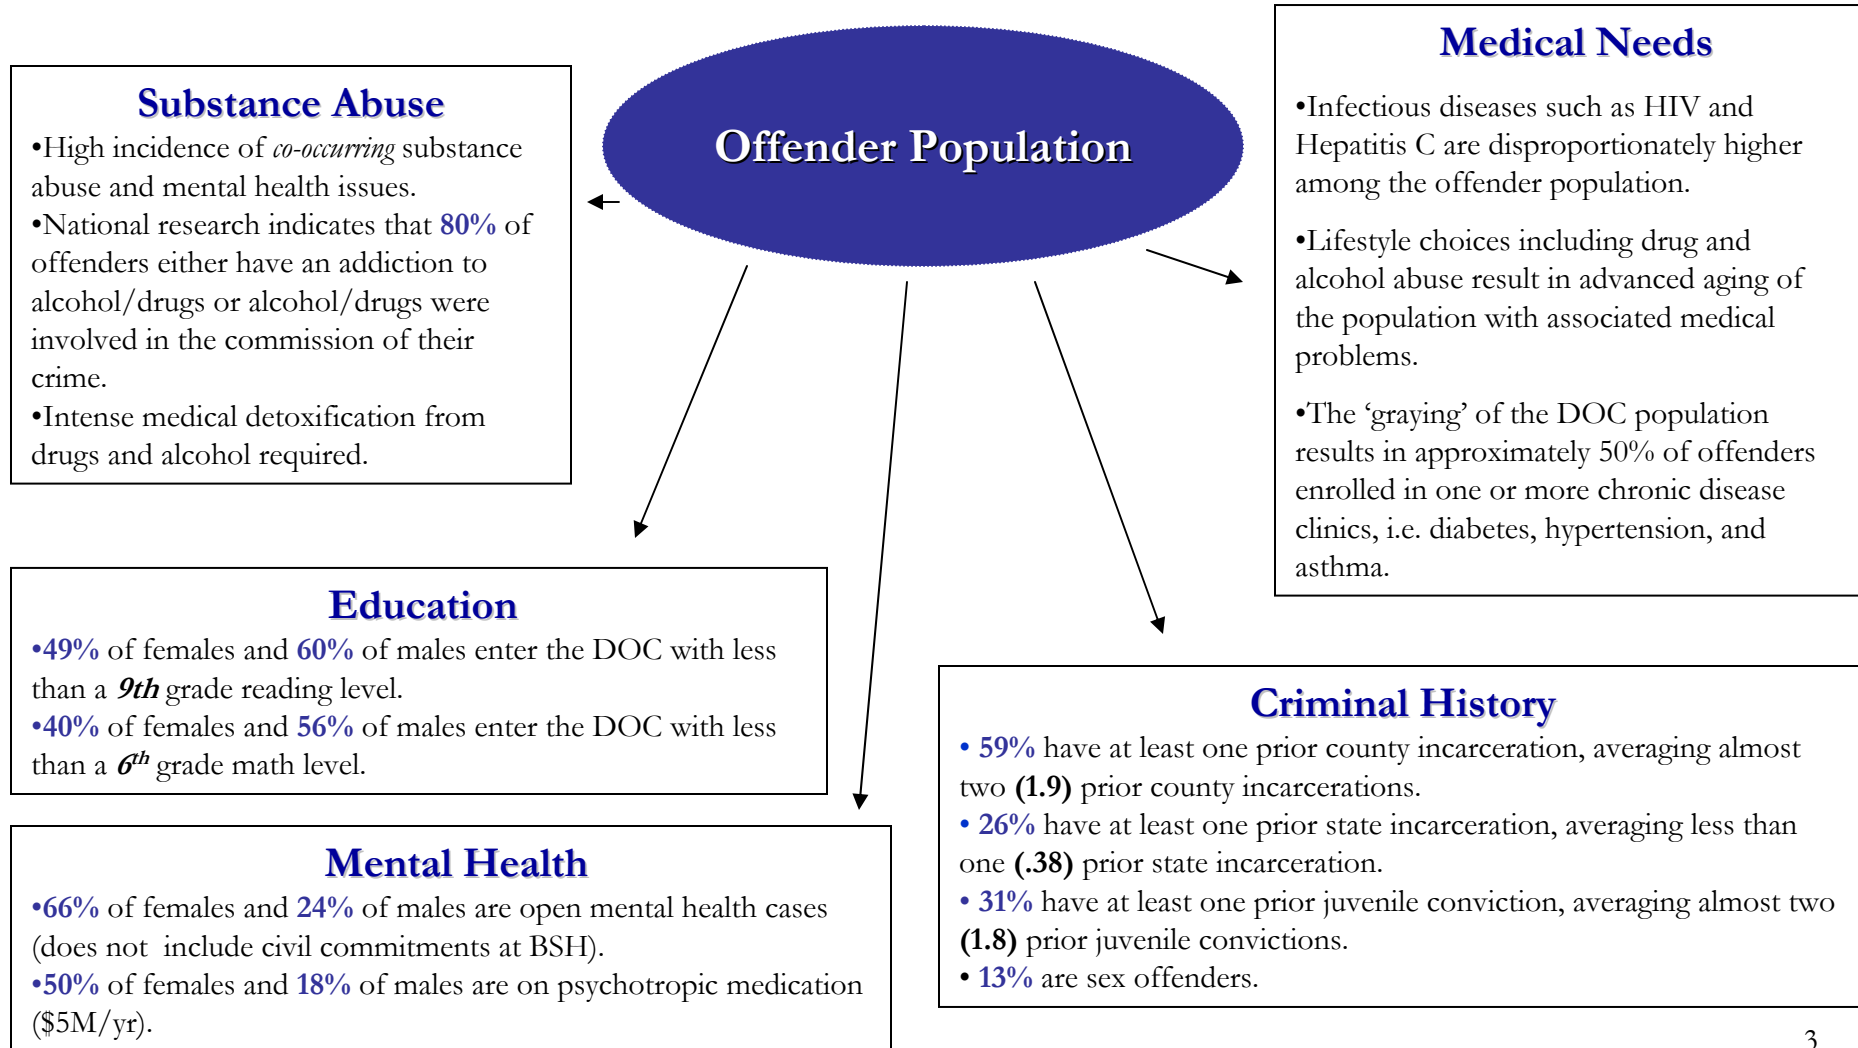 Offender Population
Substance Abuse
•High incidence of co-occurring substance
abuse and mental health issues.
•National research indicates that 80% of
offenders either have an addiction to
alcohol/drugs or alcohol/drugs were
involved in the commission of their
crime.
•Intense medical detoxification from
drugs and alcohol required.
Medical Needs
•Infectious diseases such as HIV and
Hepatitis C are disproportionately higher
among the offender population.
•Lifestyle choices including drug and
alcohol abuse result in advanced aging of
the population with associated medical
problems.
•The ‘graying’ of the DOC population
results in approximately 50% of offenders
enrolled in one or more chronic disease
clinics, i.e. diabetes, hypertension, and
asthma.
Education
•49% of females and 60% of males enter the DOC with less
than a 9th grade reading level.
•40% of females and 56% of males enter the DOC with less
than a 6th grade math level.
Mental Health
•66% of females and 24% of males are open mental health cases
(does not include civil commitments at BSH).
•50% of females and 18% of males are on psychotropic medication
($5M/yr).
Criminal History
• 59% have at least one prior county incarceration, averaging almost
two (1.9) prior county incarcerations.
• 26% have at least one prior state incarceration, averaging less than
one (.38) prior state incarceration.
• 31% have at least one prior juvenile conviction, averaging almost two
(1.8) prior juvenile convictions.
• 13% are sex offenders.
3